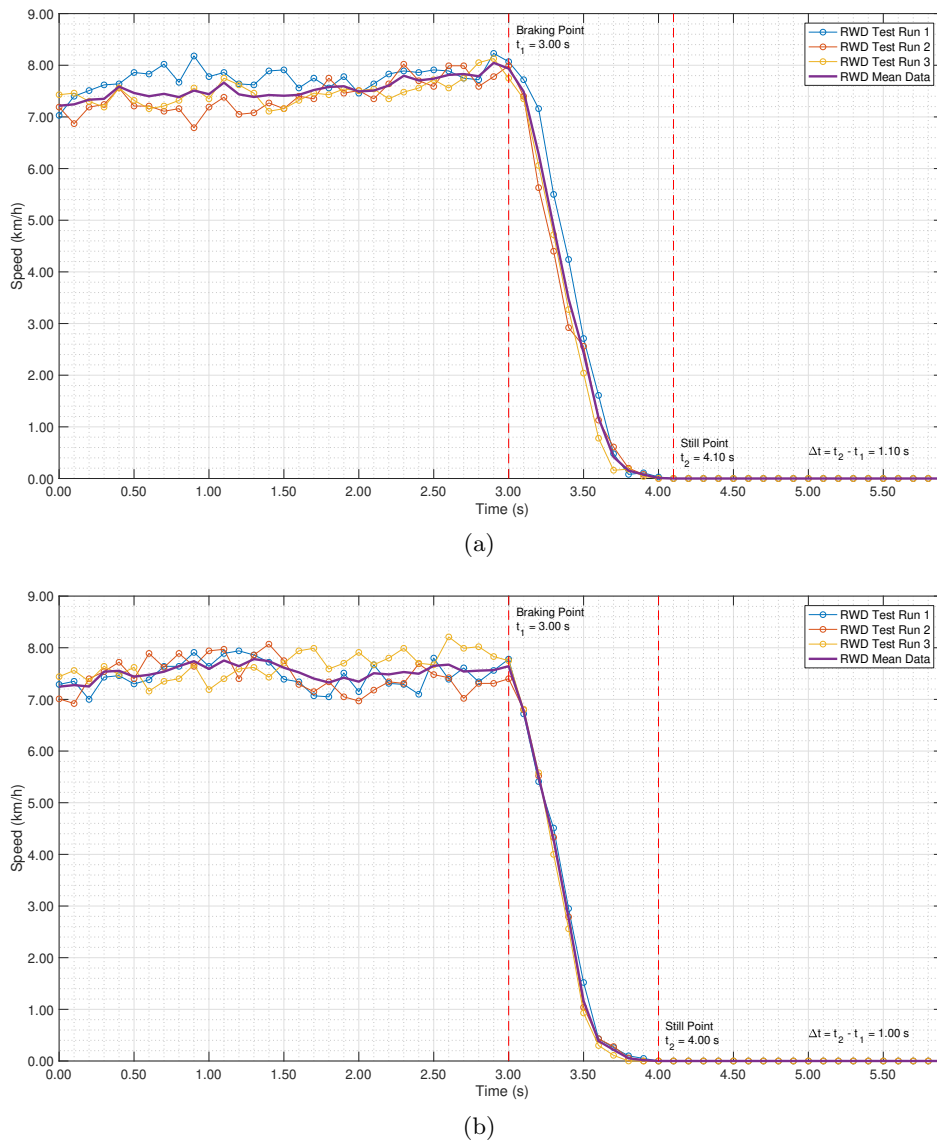 9.00
8.00
7.00
6.00
5.00
4.00
3.00
2.00
1.00
0.00
Speed (km/h)
Braking Point
t₁ = 3.00 s
RWD Test Run 1
RWD Test Run 2
RWD Test Run 3
RWD Mean Data
Still Point
t₂ = 4.10 s
Δt = t₂ - t₁ = 1.10 s
0.00 0.50 1.00 1.50 2.00 2.50 3.00 3.50 4.00 4.50 5.00 5.50
Time (s)
(a)
9.00
8.00
7.00
6.00
5.00
4.00
3.00
2.00
1.00
0.00
Speed (km/h)
Braking Point
t₁ = 3.00 s
RWD Test Run 1
RWD Test Run 2
RWD Test Run 3
RWD Mean Data
Still Point
t₂ = 4.00 s
Δt = t₂ - t₁ = 1.00 s
0.00 0.50 1.00 1.50 2.00 2.50 3.00 3.50 4.00 4.50 5.00 5.50
Time (s)
(b)